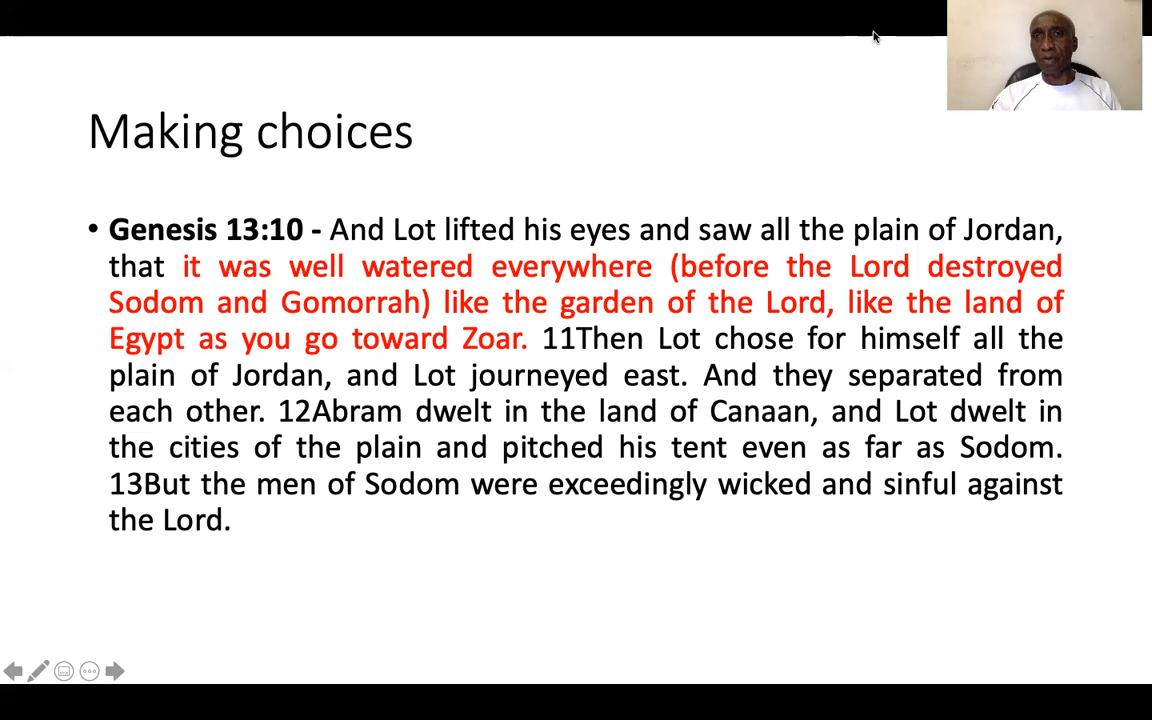 Making choices
• Genesis 13:10 - And Lot lifted his eyes and saw all the plain of Jordan,
that it was well watered everywhere (before the Lord destroyed
Sodom and Gomorrah) like the garden of the Lord, like the land of
Egypt as you go toward Zoar. 11Then Lot chose for himself all the
plain of Jordan, and Lot journeyed east. And they separated from
each other. 12Abram dwelt in the land of Canaan, and Lot dwelt in
the cities of the plain and pitched his tent even as far as Sodom.
13But the men of Sodom were exceedingly wicked and sinful against
the Lord.